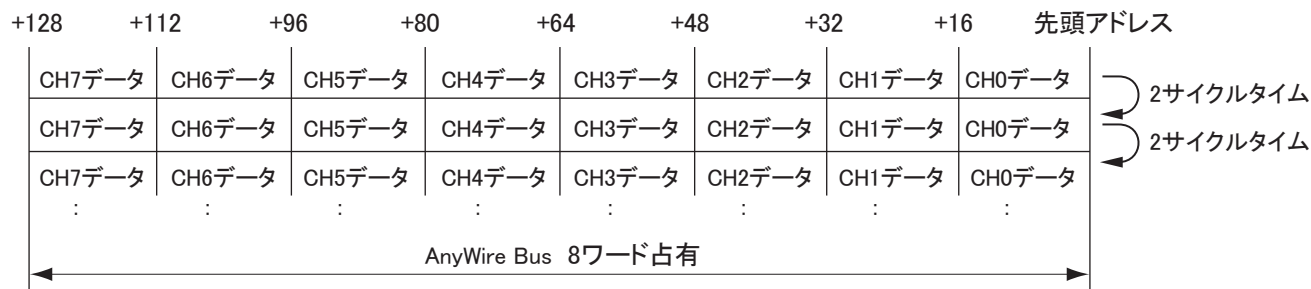 +128 +112 +96 +80 +64 +48 +32 +16 先頭アドレス
CH7データ CH6データ CH5データ CH4データ CH3データ CH2データ CH1データ CH0データ
2サイクルタイム
CH7データ CH6データ CH5データ CH4データ CH3データ CH2データ CH1データ CH0データ
2サイクルタイム
CH7データ CH6データ CH5データ CH4データ CH3データ CH2データ CH1データ CH0データ
: : : : : : : :
AnyWire Bus 8ワード占有